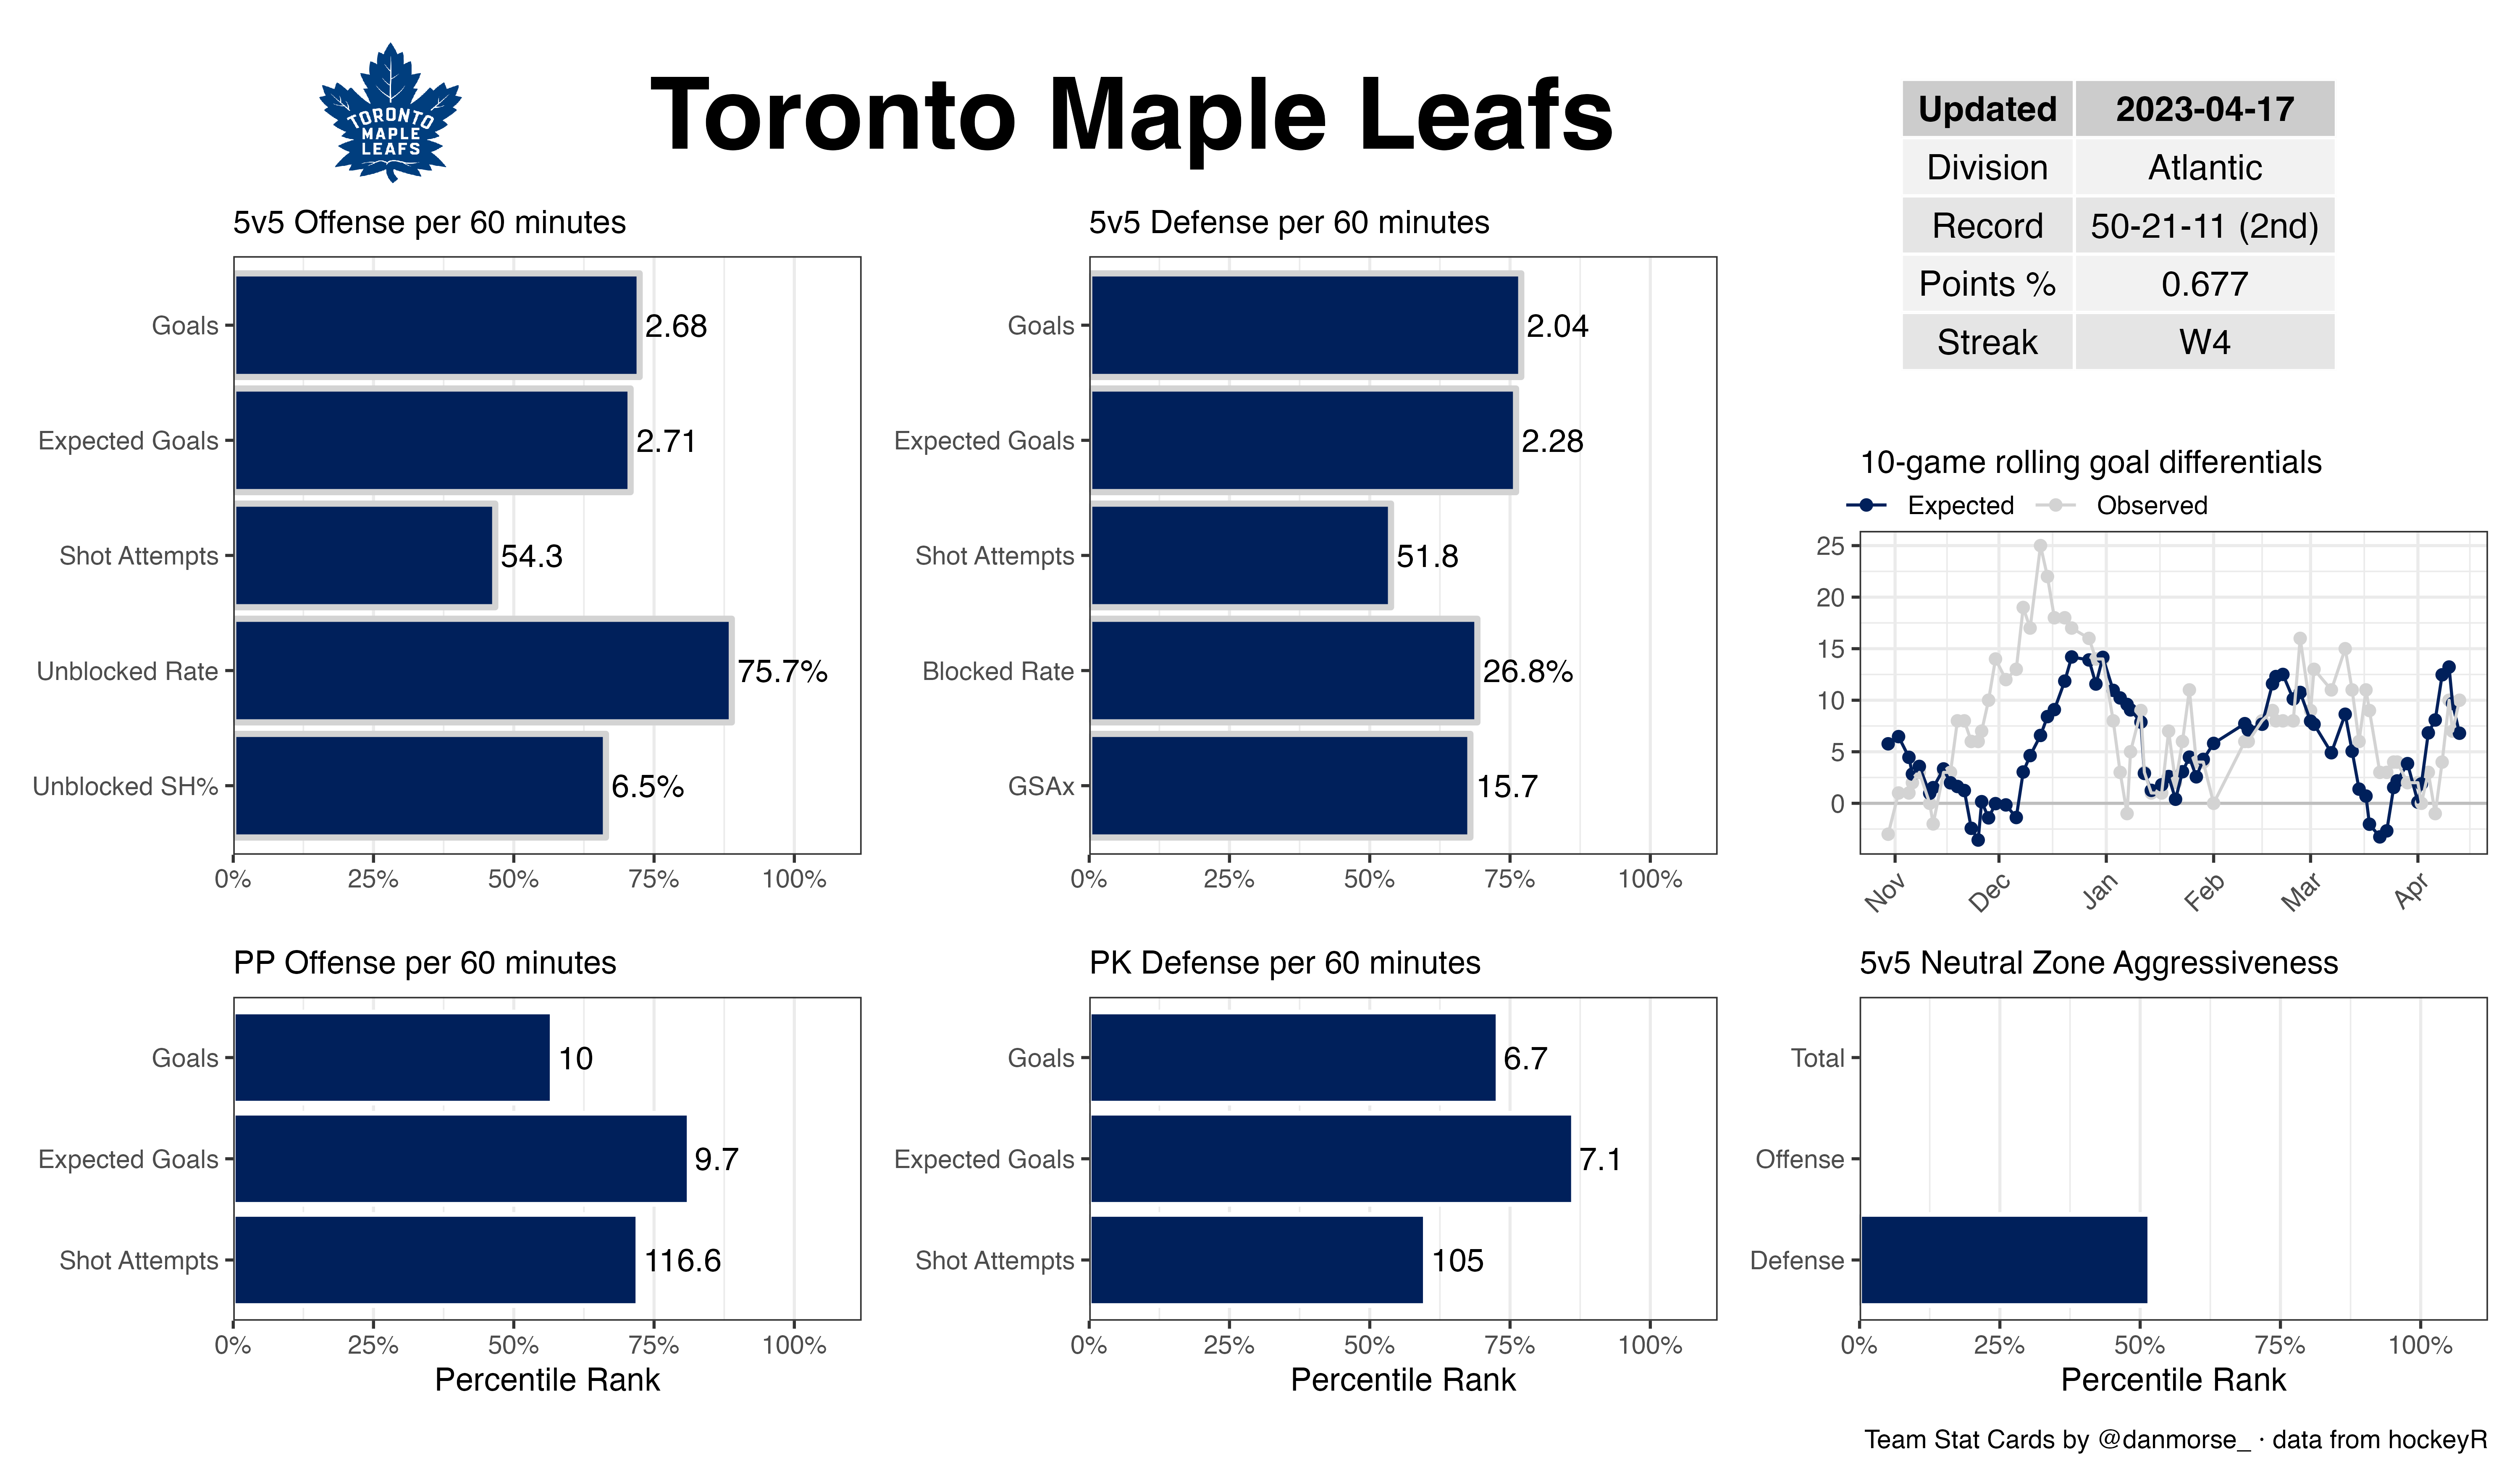 TORONTO
MAPLE
LEAFS
Toronto Maple Leafs
Updated 2023-04-17
Division Atlantic
Record 50-21-11 (2nd)
Points % 0.677
Streak W4
5v5 Offense per 60 minutes
Goals 2.68
Expected Goals 2.71
Shot Attempts 54.3
Unblocked Rate 75.7%
Unblocked SH% 6.5%
0% 25% 50% 75% 100%
5v5 Defense per 60 minutes
Goals 2.04
Expected Goals 2.28
Shot Attempts 51.8
Blocked Rate 26.8%
GSAx 15.7
0% 25% 50% 75% 100%
10-game rolling goal differentials
Expected Observed
25
20
15
10
5
0
Nov Dec Jan Feb Mar Apr
PP Offense per 60 minutes
Goals 10
Expected Goals 9.7
Shot Attempts 116.6
0% 25% 50% 75% 100%
Percentile Rank
PK Defense per 60 minutes
Goals 6.7
Expected Goals 7.1
Shot Attempts 105
0% 25% 50% 75% 100%
Percentile Rank
5v5 Neutral Zone Aggressiveness
Total
Offense
Defense
0% 25% 50% 75% 100%
Percentile Rank
Team Stat Cards by @danmorse_ · data from hockeyR